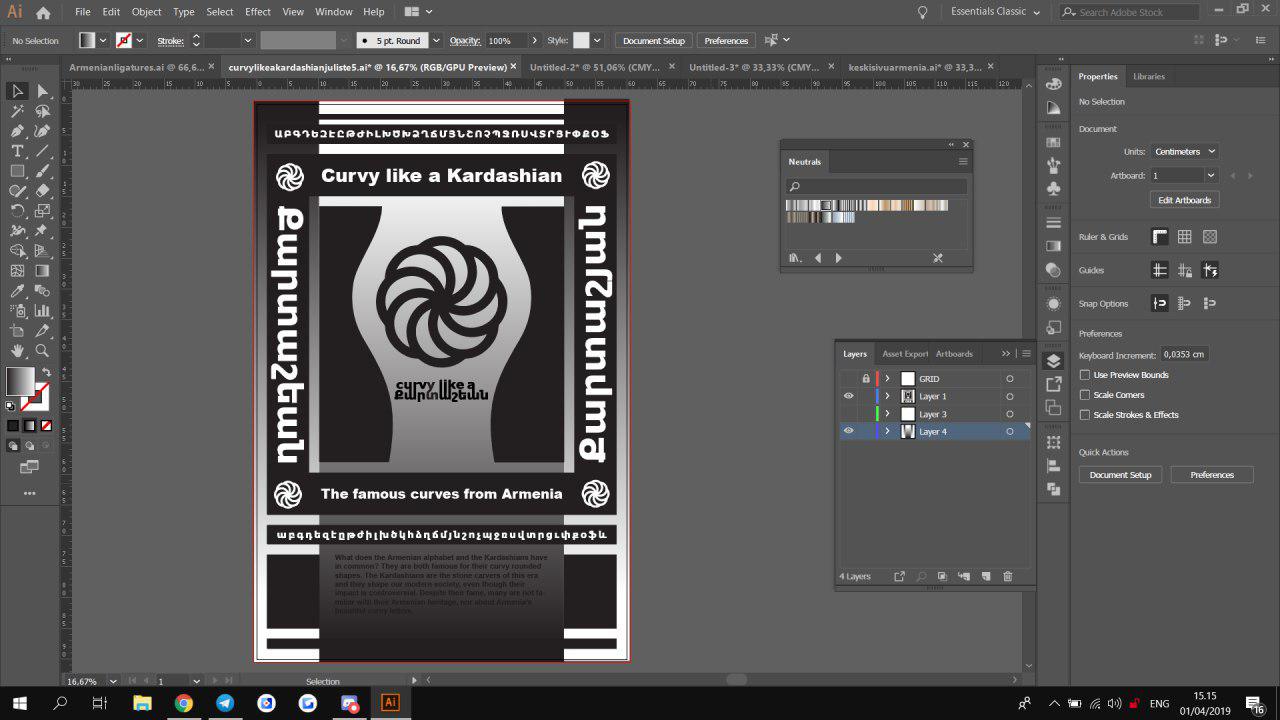 Ai
File Edit Object Type Select Effect View Window Help
Essentials Classic
Search Adobe Stock
No Selection
Stroke:
5 pt. Round
Opacity:
100%
Style:
Document Setup
Preferences
Armenianligatures.ai @ 66,6...
curvylikeakardashianjuliste5.ai* @ 16,67% (RGB/GPU Preview)
Untitled-2* @ 51,06% (CMY...
Untitled-3* @ 33,33% (CMY...
keskisivuarmenia.ai* @ 33,3...
ԱԲԳԴԵԶԷԸԹԺԻԼԽԾԿՀՁՂՃՄՅՆՇՈՉՊՋՌՍՎՏՐՑՒՓՔՕՖ
Curvy like a Kardashian
Քարտաշյան
curvy like a
Քարտաշեան
The famous curves from Armenia
աբգդեզէըթժիլխծկհձղճմյնշոչպջռսվտրցւփքօֆև
What does the Armenian alphabet and the Kardashians have
in common? They are both famous for their curvy rounded
shapes. The Kardashians are the stone carvers of this era
and they shape our modern society, even though their
impact is controversial. Despite their fame, many are not fa-
miliar with their Armenian heritage, nor about Armenia's
beautiful curvy letters.
Neutrals
Layers
Asset Export
Artboards
GRID
Layer 1
Layer 3
Layer 4
4 Layers
Properties
Libraries
No Selection
Document
Units:
Centimeters
Artboard:
1
Edit Artboards
Ruler & Grids
Guides
Snap Options
Preferences
Keyboard Increment:
0,0353 cm
Use Preview Bounds
Scale Corners
Scale Strokes & Effects
Quick Actions
Document Setup
Preferences
16,67%
1
Selection
Ai
ENG
15.15
01/04/2019
16